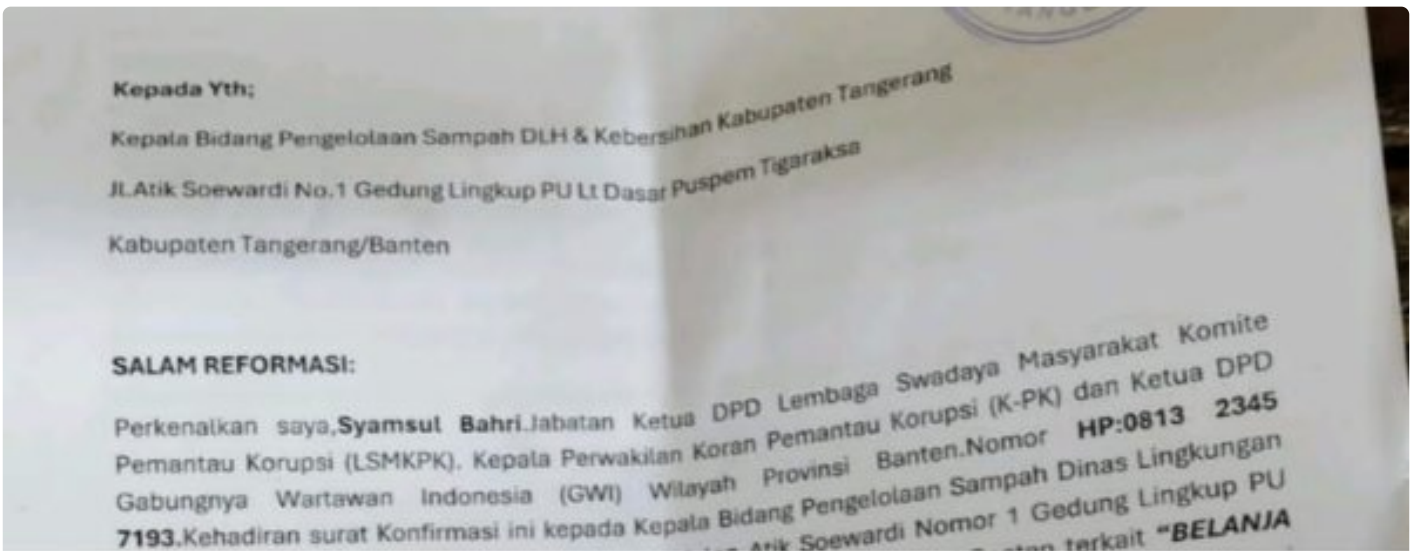 Kepada Yth;
Kepala Bidang Pengelolaan Sampah DLH & Kebersihan Kabupaten Tangerang
Jl.Atik Soewardi No.1 Gedung Lingkup PU Lt Dasar Puspem Tigaraksa
Kabupaten Tangerang/Banten
SALAM REFORMASI:
Perkenalkan saya,Syamsul Bahri.Jabatan Ketua DPD Lembaga Swadaya Masyarakat Komite
Pemantau Korupsi (LSMKPK). Kepala Perwakilan Koran Pemantau Korupsi (K-PK) dan Ketua DPD
Gabungnya Wartawan Indonesia (GWI) Wilayah Provinsi Banten.Nomor HP:0813 2345
7193.Kehadiran surat Konfirmasi ini kepada Kepala Bidang Pengelolaan Sampah Dinas Lingkungan
Atik Soewardi Nomor 1 Gedung Lingkup PU
terkait "BELANJA